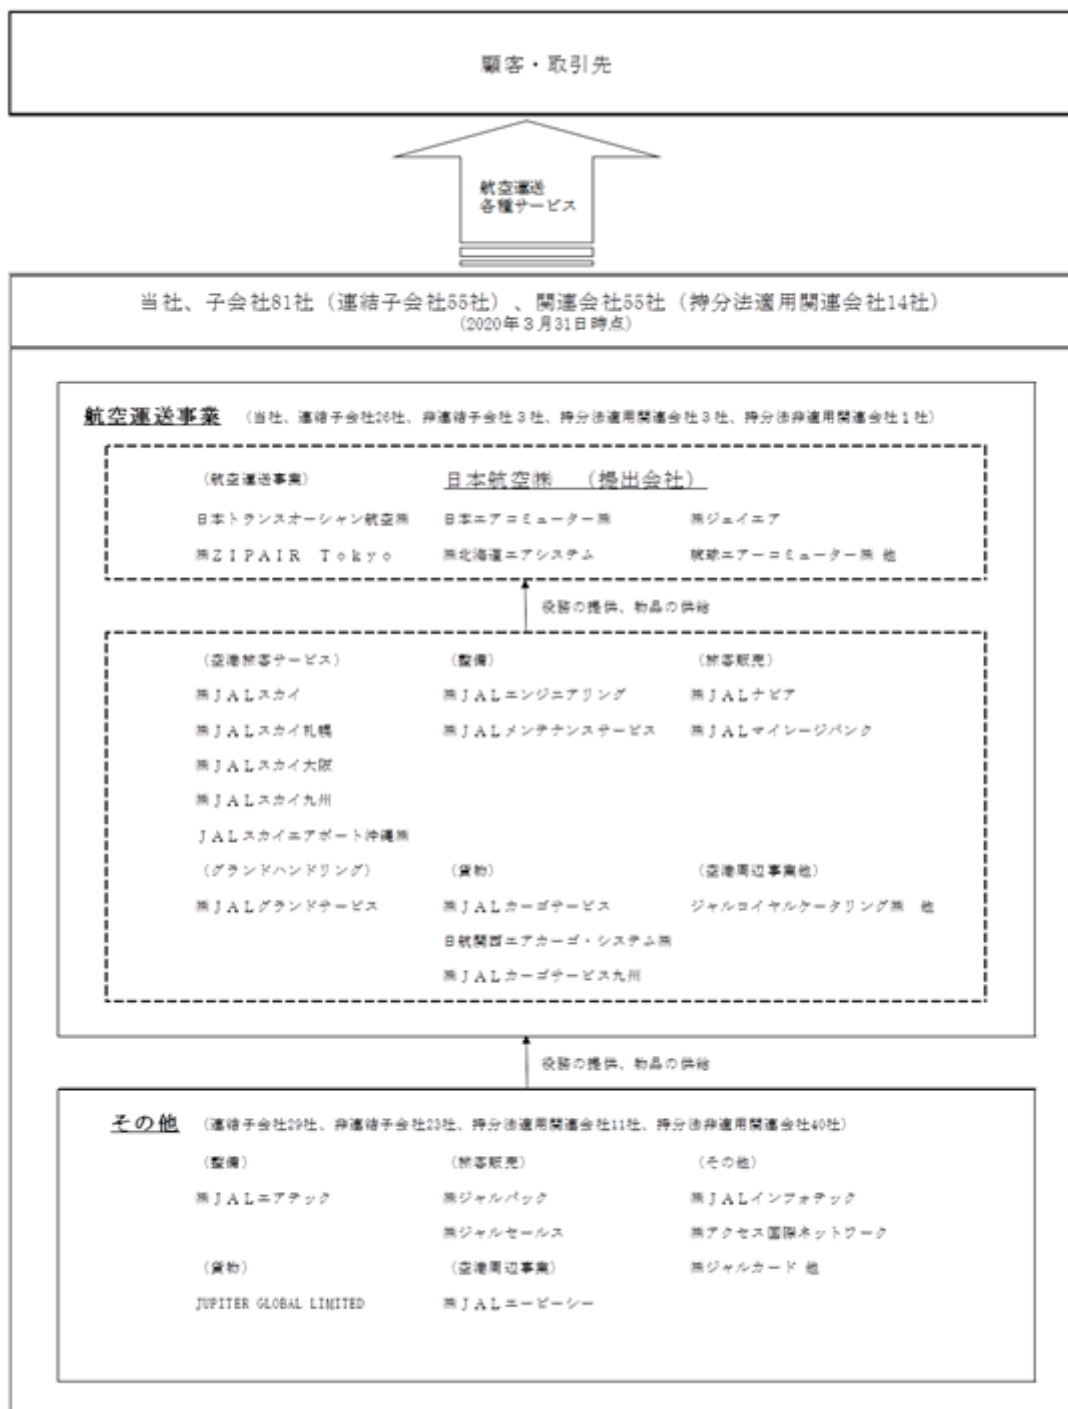 顧客・取引先
航空運送
各種サービス
当社、子会社81社（連結子会社55社）、関連会社55社（持分法適用関連会社14社）
(2020年３月31日時点)
航空運送事業 （当社、連結子会社26社、非連結子会社３社、持分法適用関連会社３社、持分法非適用関連会社１社）
（航空運送事業） 日本航空㈱ （提出会社）
日本トランスオーシャン航空㈱ 日本エアコミューター㈱ ㈱ジェイエア
㈱ＺＩＰＡＩＲ Ｔｏｋｙｏ ㈱北海道エアシステム 琉球エアーコミューター㈱ 他
役務の提供、物品の供給
（空港旅客サービス） （整備） （旅客販売）
㈱ＪＡＬスカイ ㈱ＪＡＬエンジニアリング ㈱ＪＡＬナビア
㈱ＪＡＬスカイ札幌 ㈱ＪＡＬメンテナンスサービス ㈱ＪＡＬマイレージバンク
㈱ＪＡＬスカイ大阪
㈱ＪＡＬスカイ九州
ＪＡＬスカイエアポート沖縄㈱
（グランドハンドリング） （貨物） （空港周辺事業他）
㈱ＪＡＬグランドサービス ㈱ＪＡＬカーゴサービス ジャルロイヤルケータリング㈱ 他
日航関西エアカーゴ・システム㈱
㈱ＪＡＬカーゴサービス九州
役務の提供、物品の供給
その他 （連結子会社29社、非連結子会社23社、持分法適用関連会社11社、持分法非適用関連会社40社）
（整備） （旅客販売） （その他）
㈱ＪＡＬエアテック ㈱ジャルパック ㈱ＪＡＬインフォテック
㈱ジャルセールス ㈱アクセス国際ネットワーク
（貨物） （空港周辺事業） ㈱ジャルカード 他
JUPITER GLOBAL LIMITED ㈱ＪＡＬエービーシー